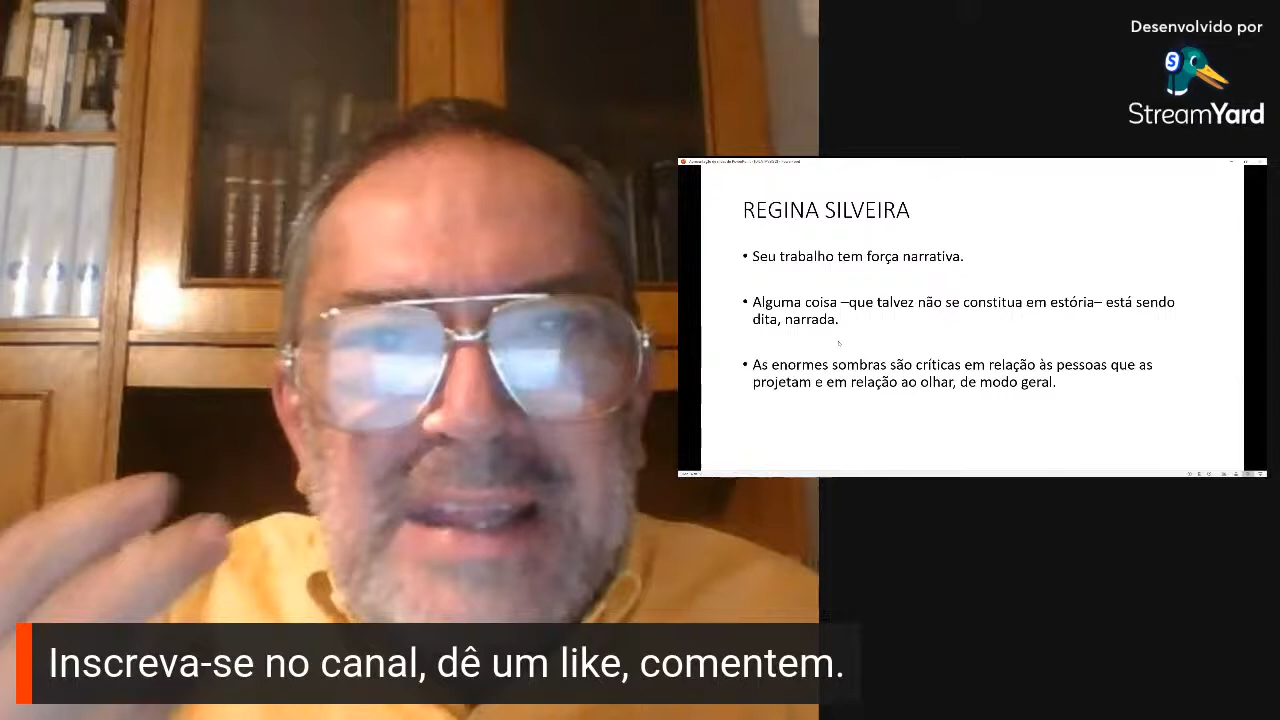 Desenvolvido por
StreamYard
REGINA SILVEIRA
• Seu trabalho tem força narrativa.
• Alguma coisa –que talvez não se constitua em estória– está sendo
dita, narrada.
• As enormes sombras são críticas em relação às pessoas que as
projetam e em relação ao olhar, de modo geral.
Inscreva-se no canal, dê um like, comentem.